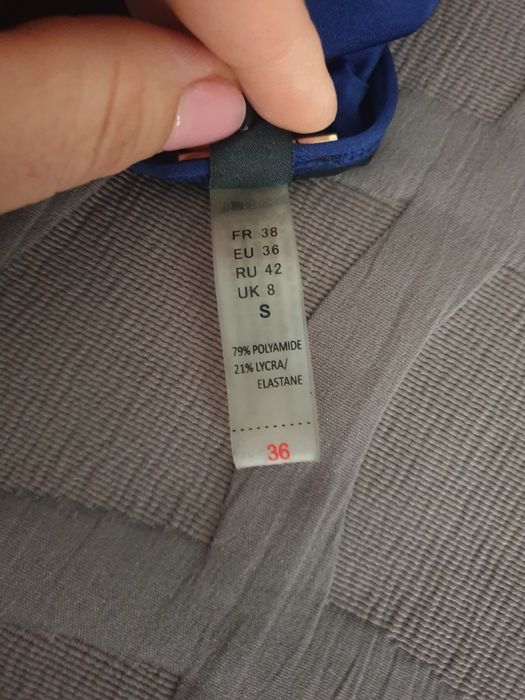 FR 38
EU 36
RU 42
UK 8
S
79% POLYAMIDE
21% LYCRA/
ELASTANE
36